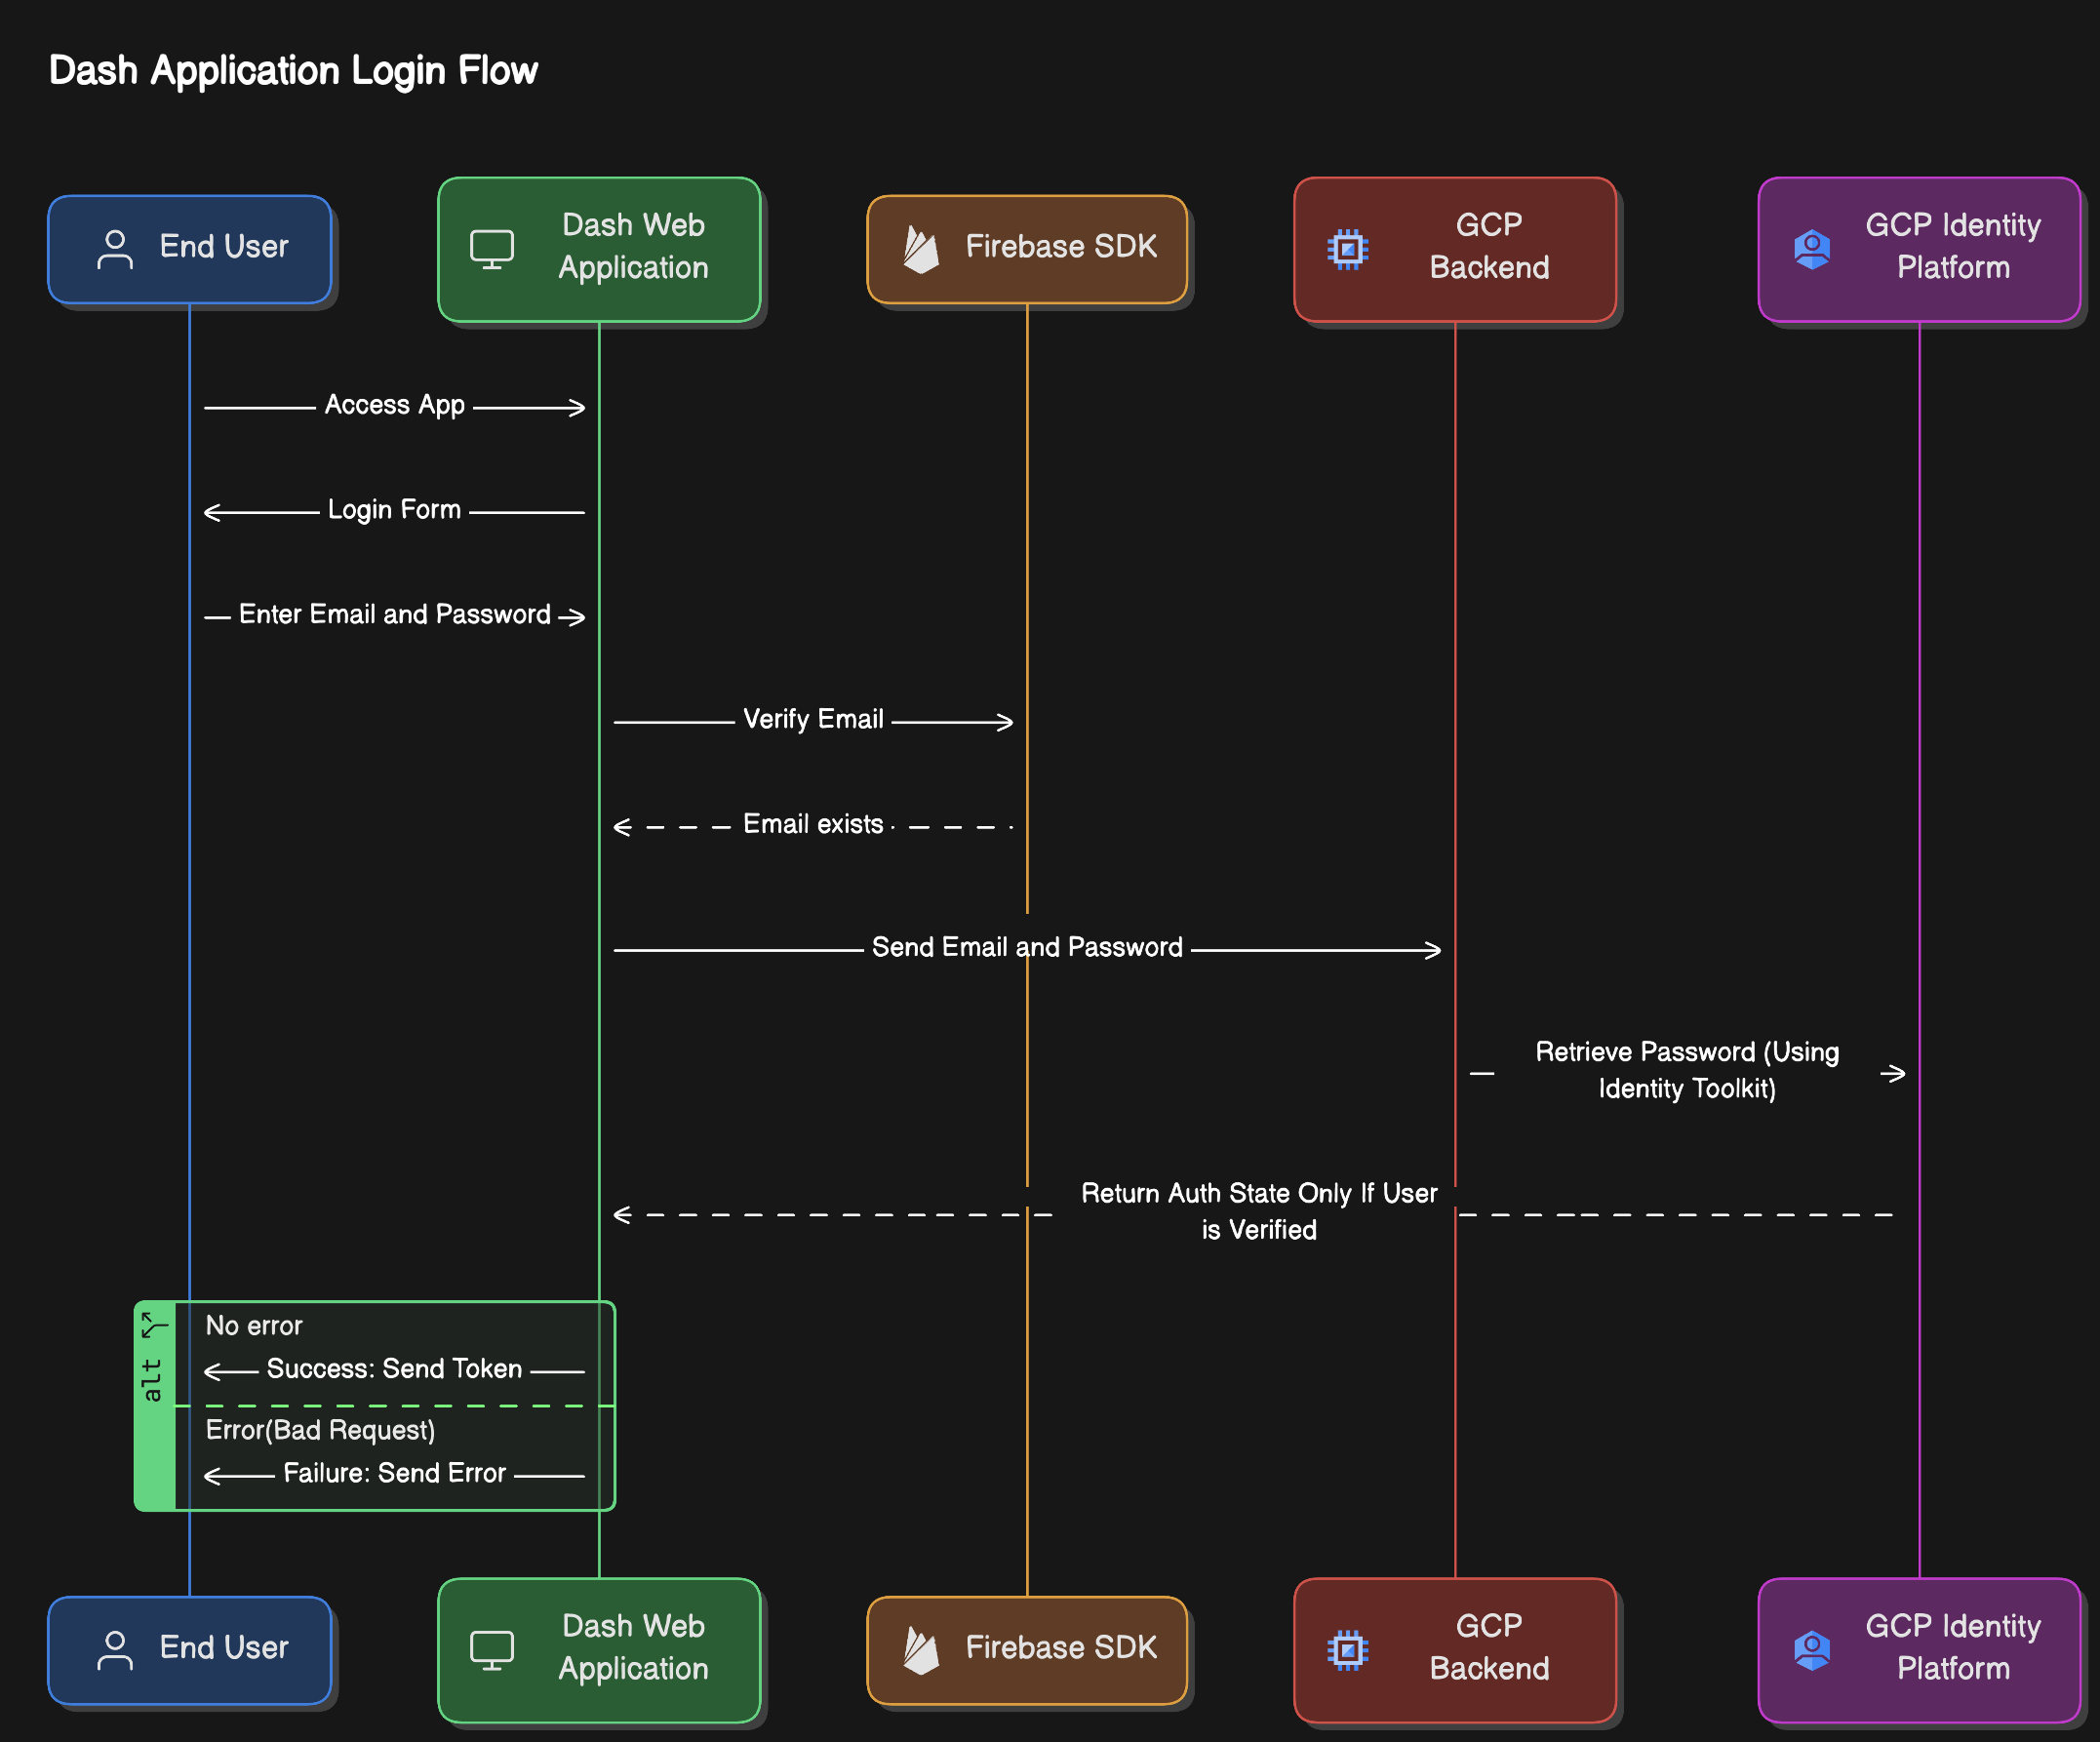 Dash Application Login Flow
End User
Dash Web
Application
Firebase SDK
GCP
Backend
GCP Identity
Platform
Access App
Login Form
Enter Email and Password
Verify Email
Email exists
Send Email and Password
Retrieve Password (Using
Identity Toolkit)
Return Auth State Only If User
is Verified
alt
No error
Success: Send Token
Error(Bad Request)
Failure: Send Error
End User
Dash Web
Application
Firebase SDK
GCP
Backend
GCP Identity
Platform